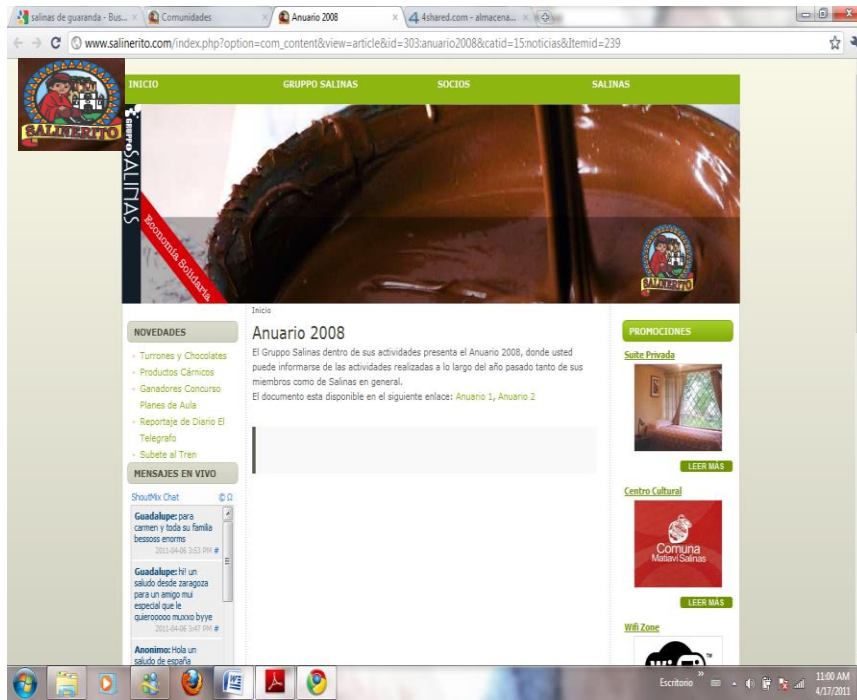 salinas de guaranda - Bus...
Comunidades
Anuario 2008
4shared.com - almacena...
www.salinerito.com/index.php?option=com_content&view=article&id=303:anuario2008&catid=15:noticias&Itemid=239
SALINERITO
INICIO
GRUPPO SALINAS
SOCIOS
SALINAS
GRUPPO SALINAS
Economía Solidaria
SALINERITO
Inicio
NOVEDADES
Turrones y Chocolates
Productos Cárnicos
Ganadores Concurso
Planes de Aula
Reportaje de Diario El
Telegrafo
Subete al Tren
MENSAJES EN VIVO
ShoutMix Chat
Guadalupe: para
carmen y toda su familia
bessoss enorms
2011-04-06 3:53 PM #
Guadalupe: hi! un
saludo desde zaragoza
para un amigo mui
especial que le
quierooooo muxxo byye
2011-04-06 3:47 PM #
Anonimo: Hola un
saludo de españa
Anuario 2008
El Gruppo Salinas dentro de sus actividades presenta el Anuario 2008, donde usted
puede informarse de las actividades realizadas a lo largo del año pasado tanto de sus
miembros como de Salinas en general.
El documento esta disponible en el siguiente enlace: Anuario 1, Anuario 2
PROMOCIONES
Suite Privada
LEER MÁS
Centro Cultural
Comuna
Matiavi Salinas
LEER MÁS
Wifi Zone
Escritorio
11:00 AM
4/17/2011